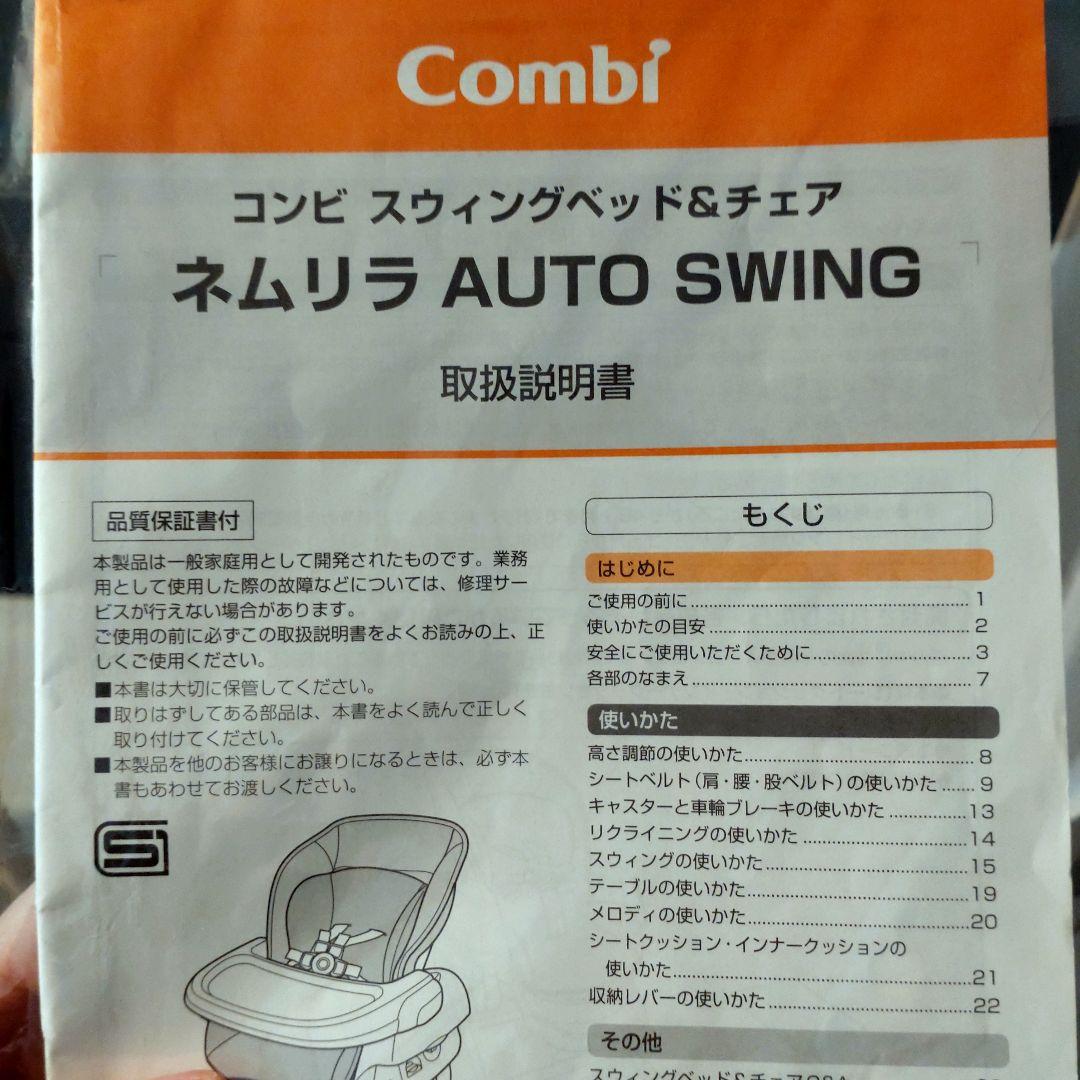 Combi
コンビ スウィングベッド&チェア
ネムリラ AUTO SWING
取扱説明書
品質保証書付
本製品は一般家庭用として開発されたものです。業務
用として使用した際の故障などについては、修理サー
ビスが行えない場合があります。
ご使用の前に必ずこの取扱説明書をよくお読みの上、正
しくご使用ください。
■本書は大切に保管してください。
■取りはずしてある部品は、本書をよく読んで正しく
取り付けてください。
■本製品を他のお客様にお譲りになるときは、必ず本
書もあわせてお渡しください。
もくじ
はじめに
ご使用の前に 1
使いかたの目安 2
安全にご使用いただくために 3
各部のなまえ 7
使いかた
高さ調節の使いかた 8
シートベルト(肩・腰・股ベルト)の使いかた 9
キャスターと車輪ブレーキの使いかた 13
リクライニングの使いかた 14
スウィングの使いかた 15
テーブルの使いかた 19
メロディの使いかた 20
シートクッション・インナークッションの
使いかた 21
収納レバーの使いかた 22
その他
スウィングベッド&チェアQ&A